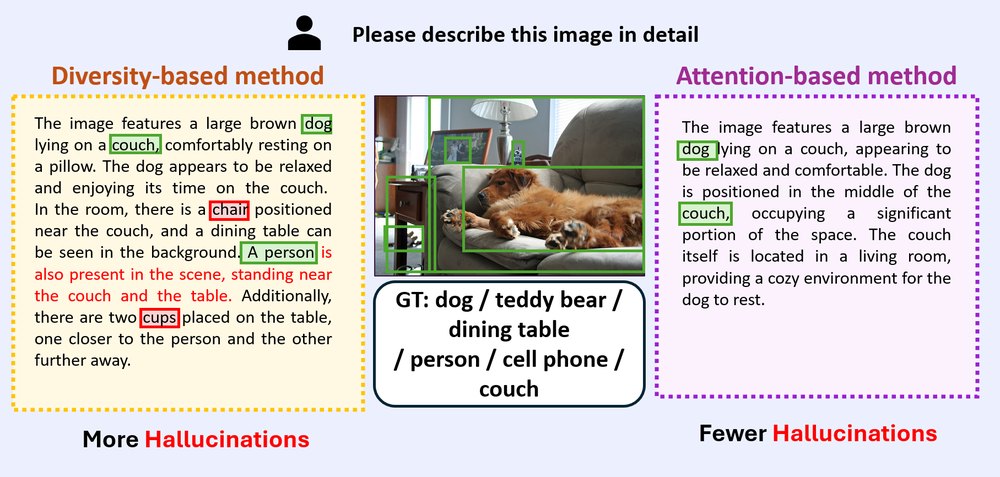 Please describe this image in detail
Diversity-based method
The image features a large brown dog
lying on a couch, comfortably resting on
a pillow. The dog appears to be relaxed
and enjoying its time on the couch.
In the room, there is a chair positioned
near the couch, and a dining table can
be seen in the background. A person is
also present in the scene, standing near
the couch and the table. Additionally,
there are two cups placed on the table,
one closer to the person and the other
further away.
More Hallucinations
GT: dog / teddy bear /
dining table
/ person / cell phone /
couch
Attention-based method
The image features a large brown
dog lying on a couch, appearing to
be relaxed and comfortable. The dog
is positioned in the middle of the
couch, occupying a significant
portion of the space. The couch
itself is located in a living room,
providing a cozy environment for the
dog to rest.
Fewer Hallucinations